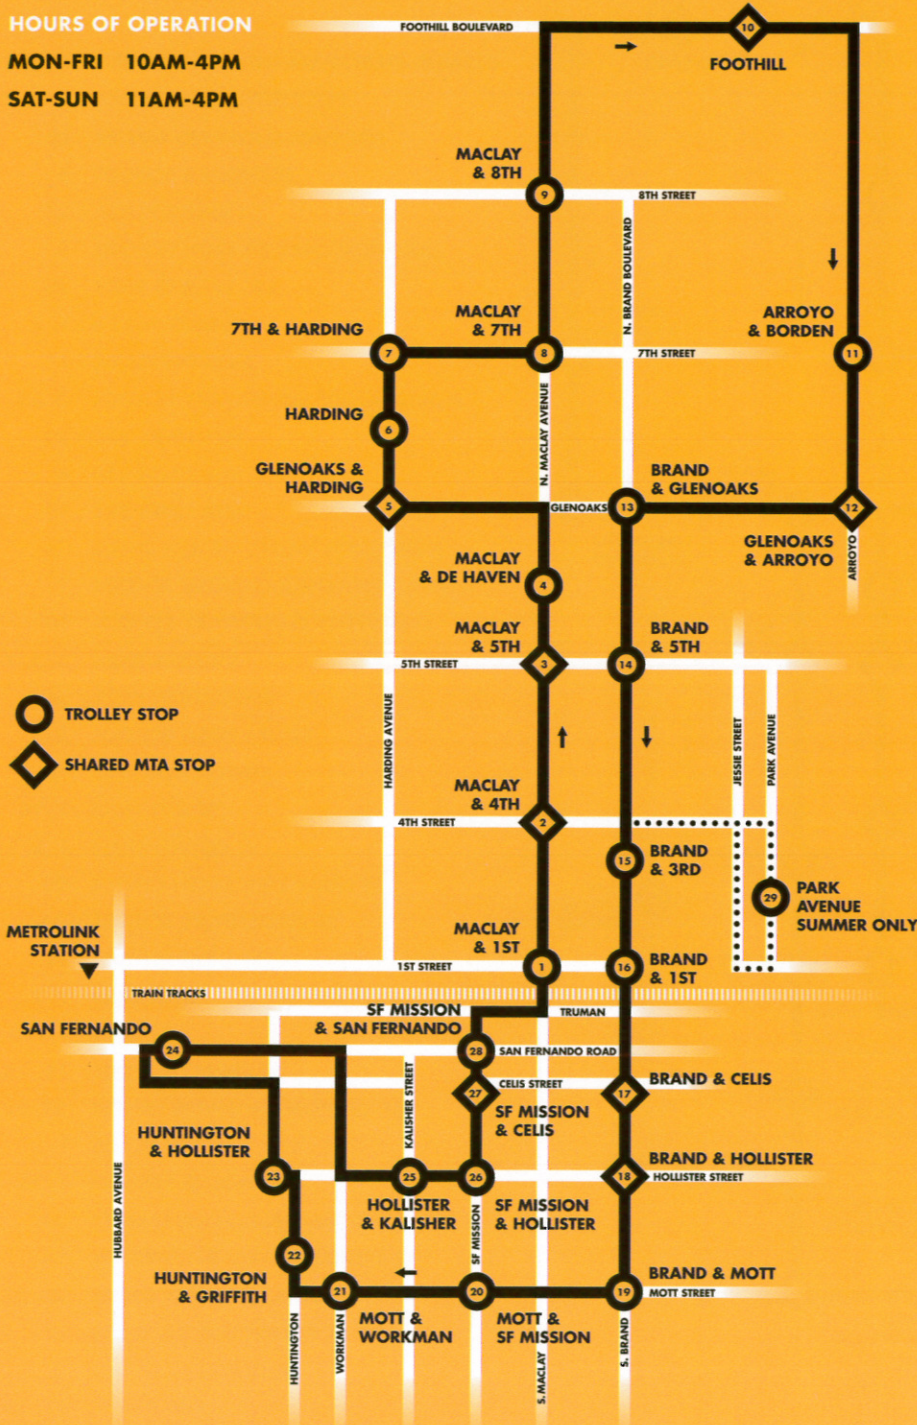 HOURS OF OPERATION
MON-FRI 10AM-4PM
SAT-SUN 11AM-4PM
FOOTHILL BOULEVARD
10
FOOTHILL
MACLAY
& 8TH
9
8TH STREET
N. BRAND BOULEVARD
7TH & HARDING
7
MACLAY
& 7TH
8
7TH STREET
ARROYO
& BORDEN
11
HARDING
6
N. MACLAY AVENUE
GLENOAKS &
HARDING
5
GLENOAKS
BRAND
& GLENOAKS
13
12
GLENOAKS
& ARROYO
ARROYO
MACLAY
& DE HAVEN
4
MACLAY
& 5TH
3
5TH STREET
BRAND
& 5TH
14
TROLLEY STOP
SHARED MTA STOP
HARDING AVENUE
JESSIE STREET
PARK AVENUE
MACLAY
& 4TH
2
4TH STREET
15
BRAND
& 3RD
29
PARK
AVENUE
SUMMER ONLY
METROLINK
STATION
MACLAY
& 1ST
1
1ST STREET
16
BRAND
& 1ST
TRAIN TRACKS
SF MISSION
& SAN FERNANDO
TRUMAN
SAN FERNANDO
24
28
SAN FERNANDO ROAD
KALISHER STREET
27
CELIS STREET
SF MISSION
& CELIS
17
BRAND & CELIS
HUNTINGTON
& HOLLISTER
23
25
HOLLISTER
& KALISHER
26
SF MISSION
& HOLLISTER
18
BRAND & HOLLISTER
HOLLISTER STREET
HUBBARD AVENUE
SF MISSION
22
HUNTINGTON
& GRIFFITH
21
MOTT &
WORKMAN
20
MOTT &
SF MISSION
19
BRAND & MOTT
MOTT STREET
HUNTINGTON
WORKMAN
S. MACLAY
S. BRAND